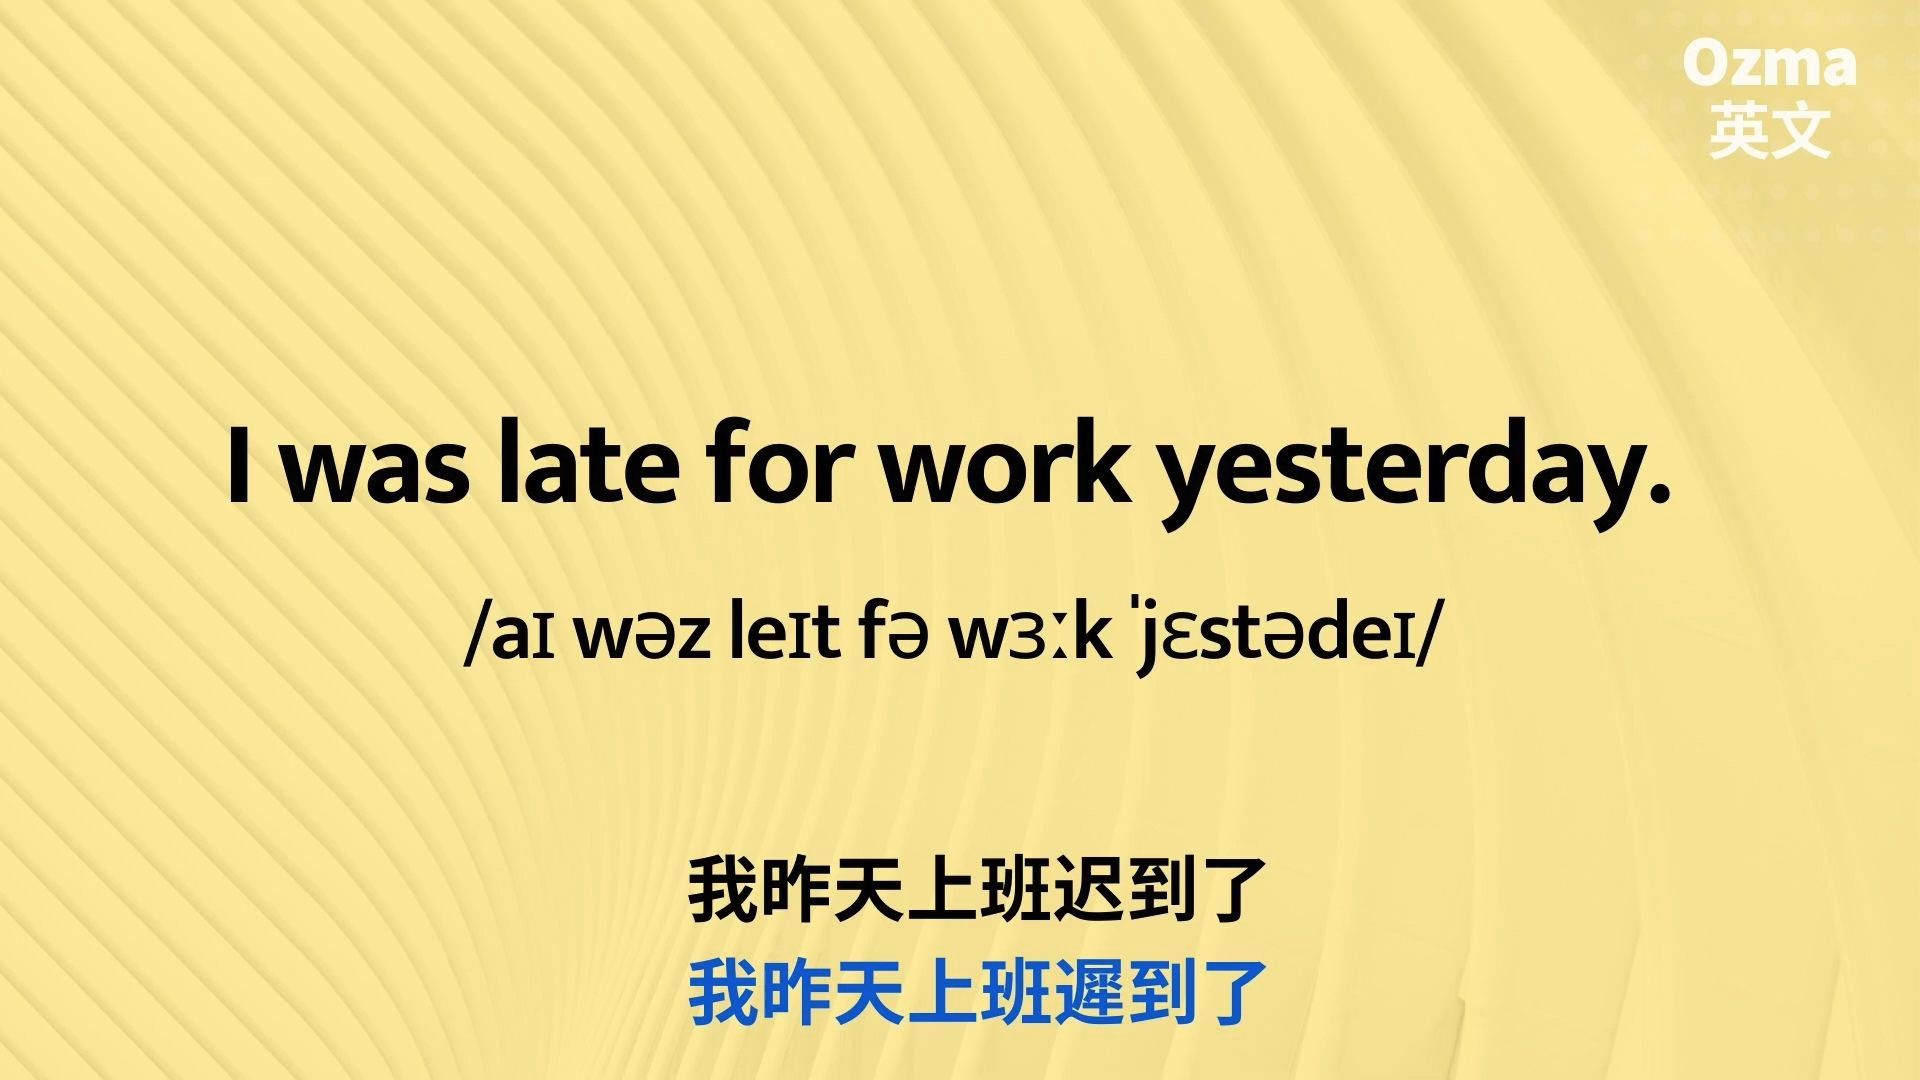 Ozma
英文
I was late for work yesterday.
/aɪ wəz leɪt fə wɜːk ˈjɛstədeɪ/
我昨天上班迟到了
我昨天上班遲到了